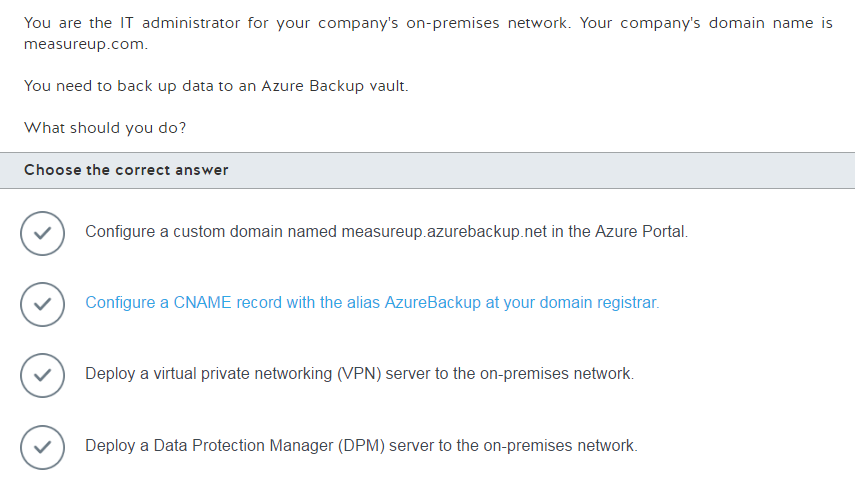 You are the IT administrator for your company's on-premises network. Your company's domain name is
measureup.com.
You need to back up data to an Azure Backup vault.
What should you do?
Choose the correct answer
Configure a custom domain named measureup.azurebackup.net in the Azure Portal.
Configure a CNAME record with the alias AzureBackup at your domain registrar.
Deploy a virtual private networking (VPN) server to the on-premises network.
Deploy a Data Protection Manager (DPM) server to the on-premises network.